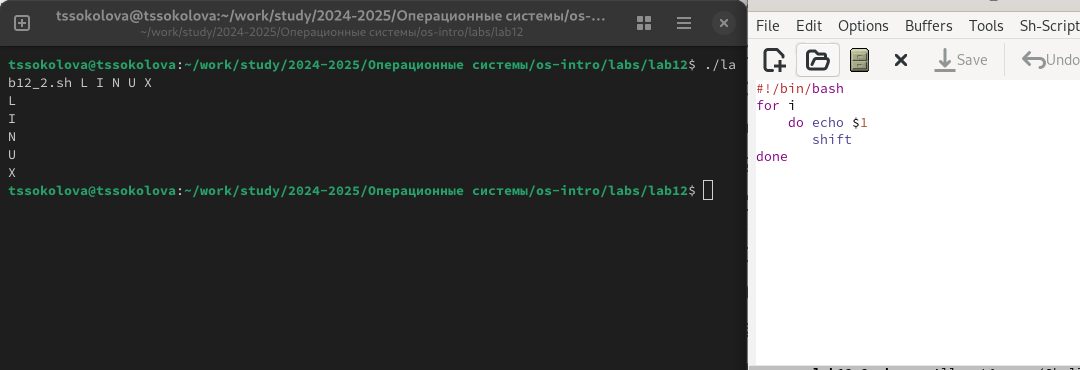 tssokolova@tssokolova:~/work/study/2024-2025/Операционные системы/os-...
~/work/study/2024-2025/Операционные системы/os-intro/labs/lab12
tssokolova@tssokolova:~/work/study/2024-2025/Операционные системы/os-intro/labs/lab12$ ./la
b12_2.sh L I N U X
L
I
N
U
X
tssokolova@tssokolova:~/work/study/2024-2025/Операционные системы/os-intro/labs/lab12$
File Edit Options Buffers Tools Sh-Script
Save Undo
#!/bin/bash
for i
    do echo $1
       shift
done